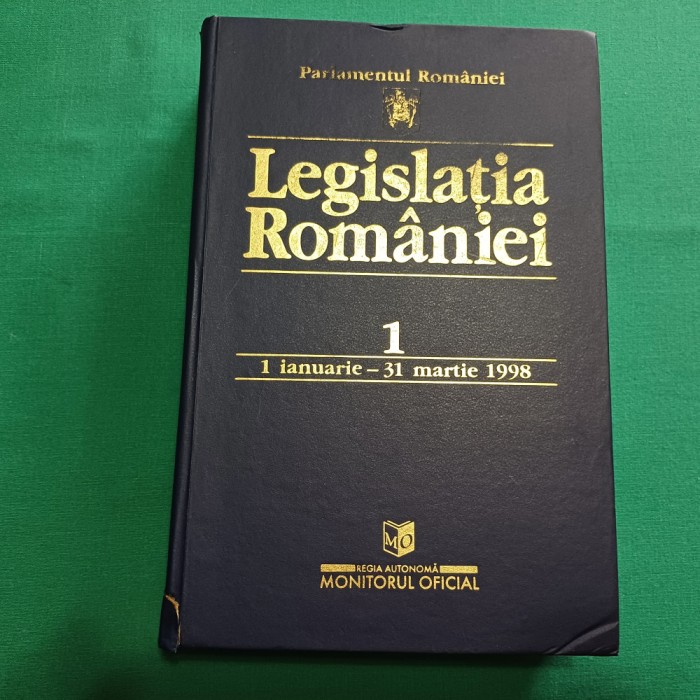 Parlamentul României
Legislația
României
1
1 ianuarie – 31 martie 1998
MO
REGIA AUTONOMĂ
MONITORUL OFICIAL